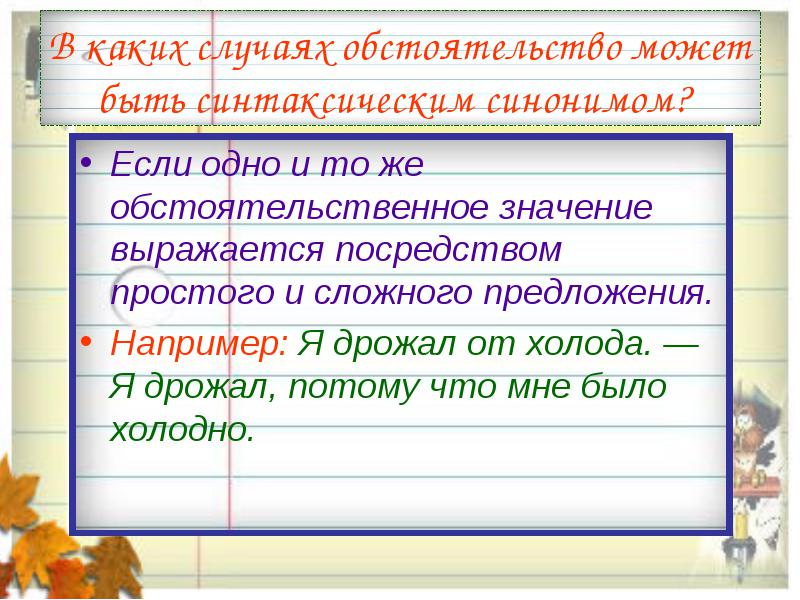 В каких случаях обстоятельство может
быть синтаксическим синонимом?
• Если одно и то же
обстоятельственное значение
выражается посредством
простого и сложного предложения.
• Например: Я дрожал от холода. —
Я дрожал, потому что мне было
холодно.